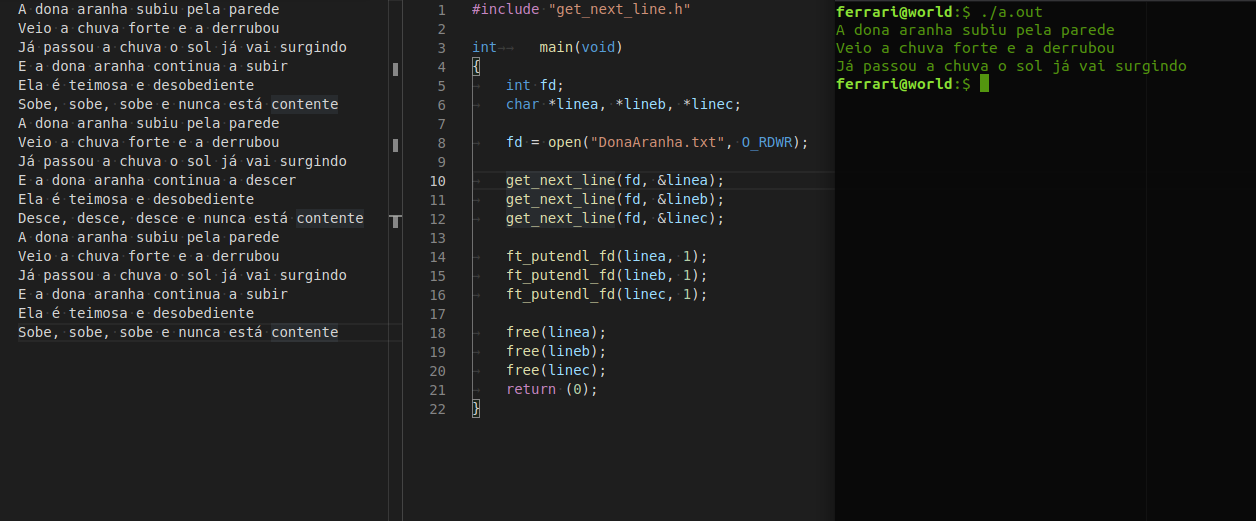 A dona aranha subiu pela parede
Veio a chuva forte e a derrubou
Já passou a chuva o sol já vai surgindo
E a dona aranha continua a subir
Ela é teimosa e desobediente
Sobe, sobe, sobe e nunca está contente
A dona aranha subiu pela parede
Veio a chuva forte e a derrubou
Já passou a chuva o sol já vai surgindo
E a dona aranha continua a descer
Ela é teimosa e desobediente
Desce, desce, desce e nunca está contente
A dona aranha subiu pela parede
Veio a chuva forte e a derrubou
Já passou a chuva o sol já vai surgindo
E a dona aranha continua a subir
Ela é teimosa e desobediente
Sobe, sobe, sobe e nunca está contente
1 #include "get_next_line.h"
2
3 int main(void)
4 {
5 int fd;
6 char *linea, *lineb, *linec;
7
8 fd = open("DonaAranha.txt", O_RDWR);
9
10 get_next_line(fd, &linea);
11 get_next_line(fd, &lineb);
12 get_next_line(fd, &linec);
13
14 ft_putendl_fd(linea, 1);
15 ft_putendl_fd(lineb, 1);
16 ft_putendl_fd(linec, 1);
17
18 free(linea);
19 free(lineb);
20 free(linec);
21 return (0);
22 }
ferrari@world:$ ./a.out
A dona aranha subiu pela parede
Veio a chuva forte e a derrubou
Já passou a chuva o sol já vai surgindo
ferrari@world:$